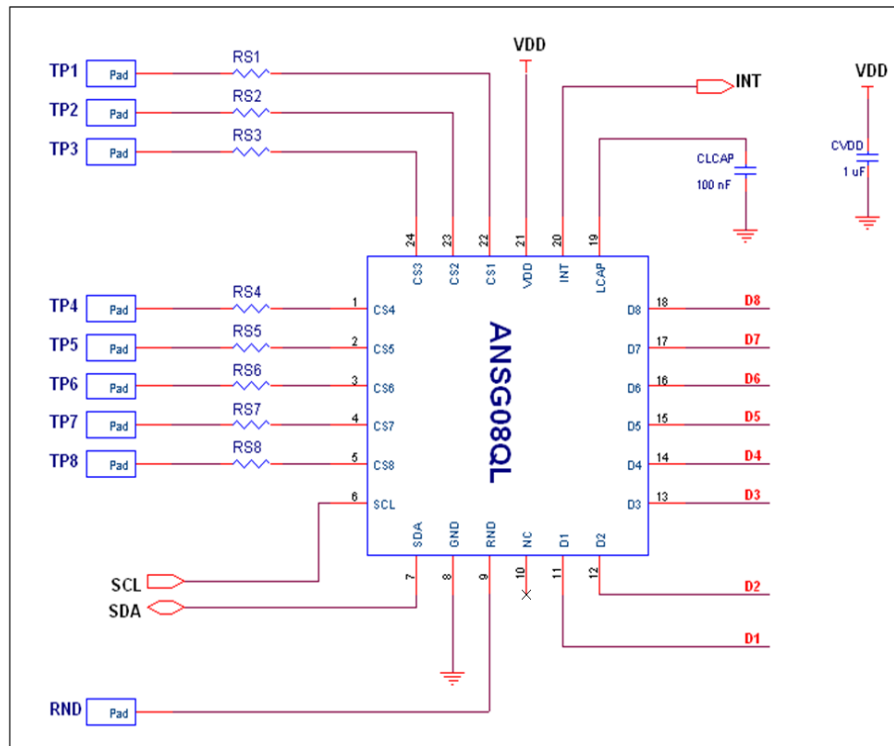 VDD
RS1
TP1 Pad
INT
VDD
RS2
TP2 Pad
RS3
TP3 Pad
CVDD
CLCAP
1 uF
100 nF
24 23 22 21 20 19
CS3 CS2 CS1 VDD INT LCAP
RS4
TP4 Pad 1 CS4 D8 18 D8
RS5
TP5 Pad 2 CS5 D7 17 D7
RS6
TP6 Pad 3 CS6 D6 16 D6
RS7
TP7 Pad 4 CS7 D5 15 D5
RS8
TP8 Pad 5 CS8 D4 14 D4
6 SCL D3 13 D3
ANSG08QL
SDA GND RND NC D1 D2
7 8 9 10 11 12
SCL
D2
SDA
D1
RND Pad